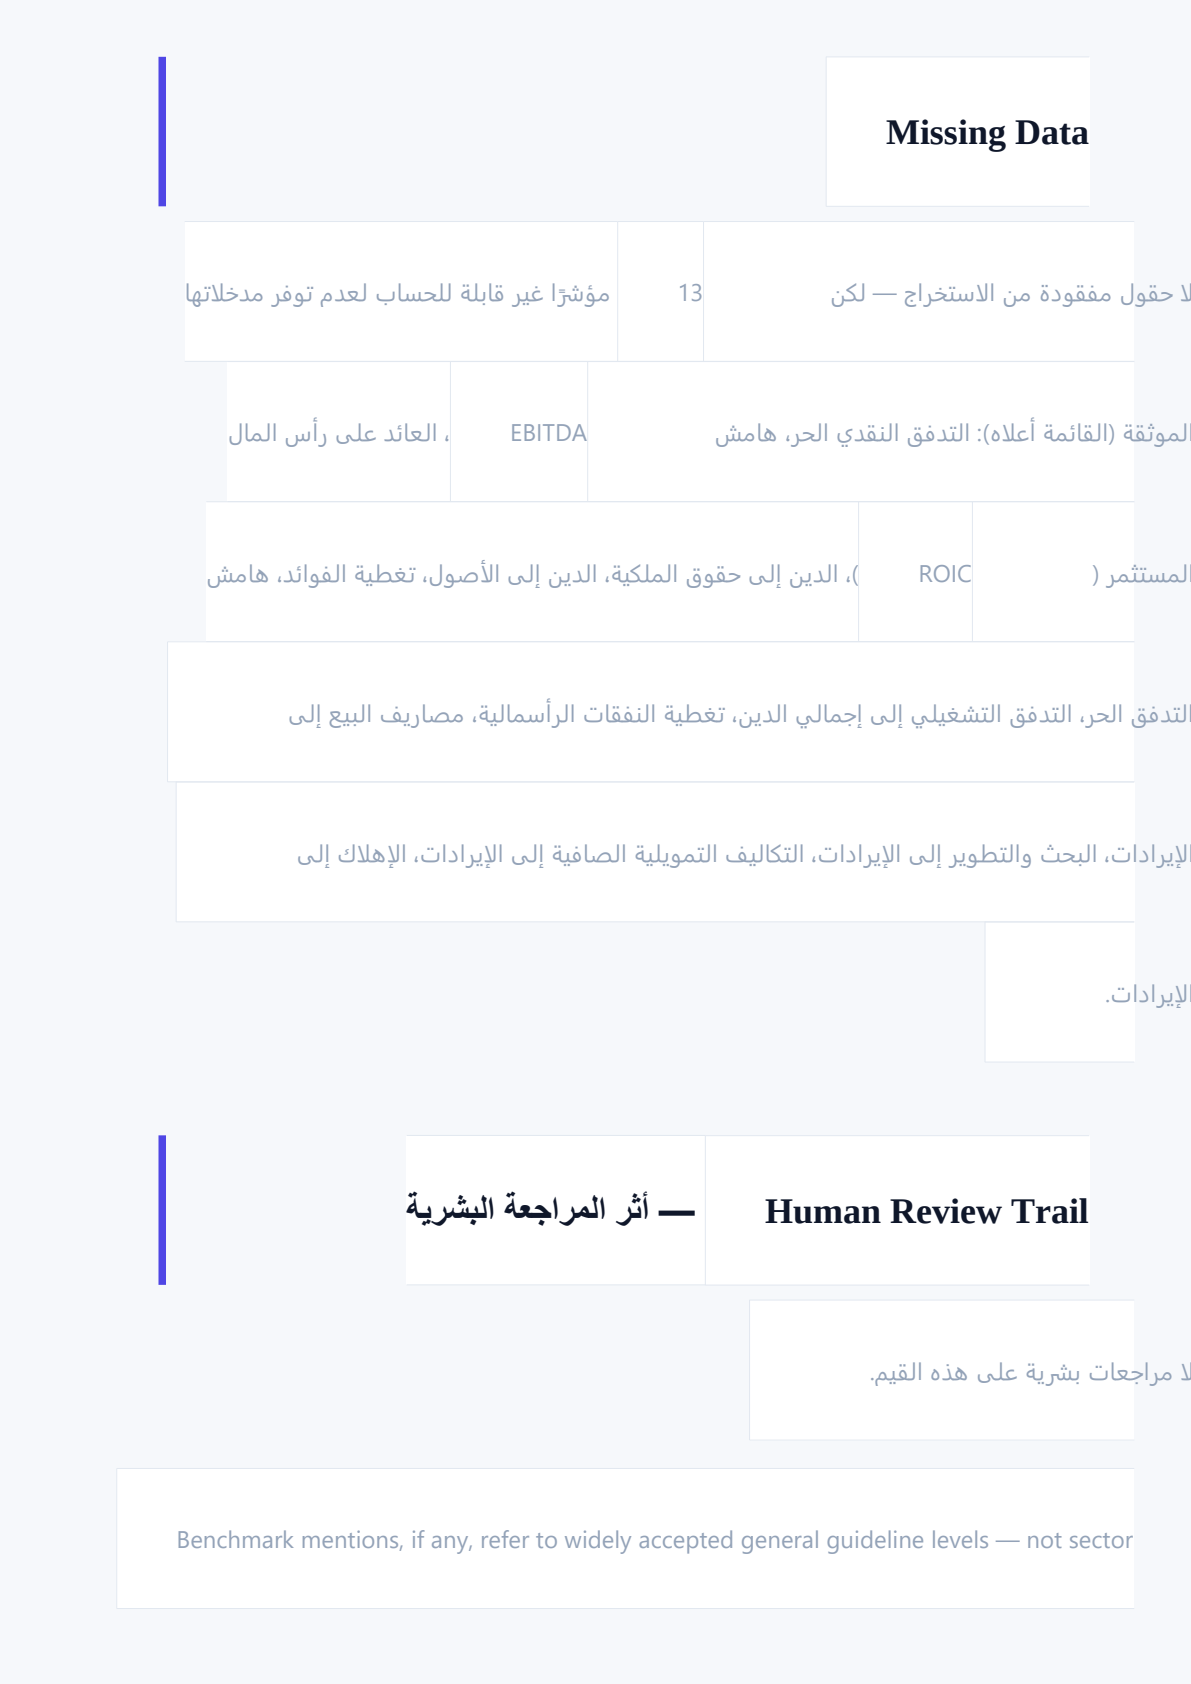 Missing Data
لا حقول مفقودة من الاستخراج — لكن 13 مؤشرًا غير قابلة للحساب لعدم توفر مدخلاتها
الموثقة (القائمة أعلاه): التدفق النقدي الحر، هامش EBITDA، العائد على رأس المال
المستثمر (ROIC)، الدين إلى حقوق الملكية، الدين إلى الأصول، تغطية الفوائد، هامش
التدفق الحر، التدفق التشغيلي إلى إجمالي الدين، تغطية النفقات الرأسمالية، مصاريف البيع إلى
الإيرادات، البحث والتطوير إلى الإيرادات، التكاليف التمويلية الصافية إلى الإيرادات، الإهلاك إلى
الإيرادات.
Human Review Trail — أثر المراجعة البشرية
لا مراجعات بشرية على هذه القيم.
Benchmark mentions, if any, refer to widely accepted general guideline levels — not sector